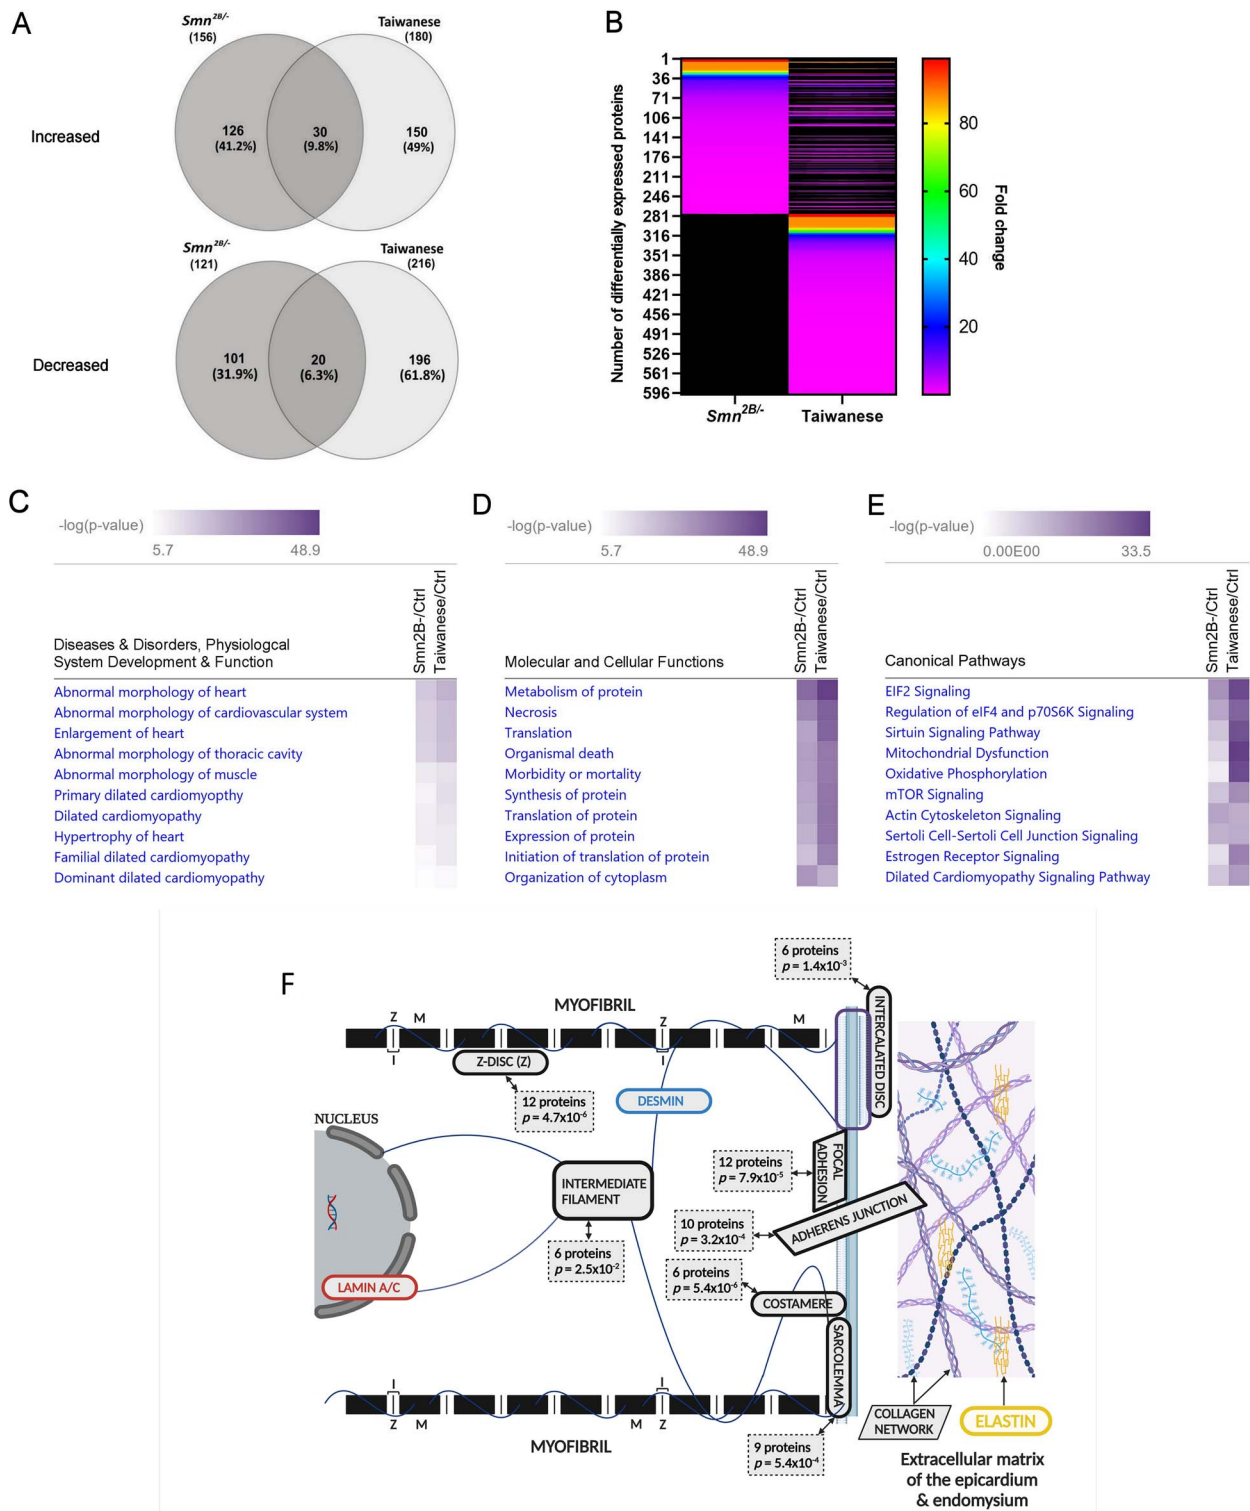 A
Smn2B/-
(156)
Taiwanese
(180)
Increased
126
(41.2%)
30
(9.8%)
150
(49%)
Smn2B/-
(121)
Taiwanese
(216)
Decreased
101
(31.9%)
20
(6.3%)
196
(61.8%)
B
Number of differentially expressed proteins
1
36
71
106
141
176
211
246
281
316
351
386
421
456
491
526
561
596
Smn2B/-
Taiwanese
80
60
40
20
Fold change
C
-log(p-value)
5.7
48.9
Diseases & Disorders, Physiologcal
System Development & Function
Smn2B-/Ctrl
Taiwanese/Ctrl
Abnormal morphology of heart
Abnormal morphology of cardiovascular system
Enlargement of heart
Abnormal morphology of thoracic cavity
Abnormal morphology of muscle
Primary dilated cardiomyopthy
Dilated cardiomyopathy
Hypertrophy of heart
Familial dilated cardiomyopathy
Dominant dilated cardiomyopathy
D
-log(p-value)
5.7
48.9
Molecular and Cellular Functions
Smn2B-/Ctrl
Taiwanese/Ctrl
Metabolism of protein
Necrosis
Translation
Organismal death
Morbidity or mortality
Synthesis of protein
Translation of protein
Expression of protein
Initiation of translation of protein
Organization of cytoplasm
E
-log(p-value)
0.00E00
33.5
Canonical Pathways
Smn2B-/Ctrl
Taiwanese/Ctrl
EIF2 Signaling
Regulation of eIF4 and p70S6K Signaling
Sirtuin Signaling Pathway
Mitochondrial Dysfunction
Oxidative Phosphorylation
mTOR Signaling
Actin Cytoskeleton Signaling
Sertoli Cell-Sertoli Cell Junction Signaling
Estrogen Receptor Signaling
Dilated Cardiomyopathy Signaling Pathway
F
6 proteins
p = 1.4x10-3
MYOFIBRIL
Z
M
Z
M
I
I
Z-DISC (Z)
INTERCALATED DISC
12 proteins
p = 4.7x10-6
DESMIN
NUCLEUS
12 proteins
p = 7.9x10-5
FOCAL
ADHESION
INTERMEDIATE
FILAMENT
10 proteins
p = 3.2x10-4
ADHERENS JUNCTION
6 proteins
p = 2.5x10-2
6 proteins
p = 5.4x10-6
LAMIN A/C
COSTAMERE
SARCOLEMMA
I
I
Z
M
M
Z
MYOFIBRIL
9 proteins
p = 5.4x10-4
COLLAGEN
NETWORK
ELASTIN
Extracellular matrix
of the epicardium
& endomysium